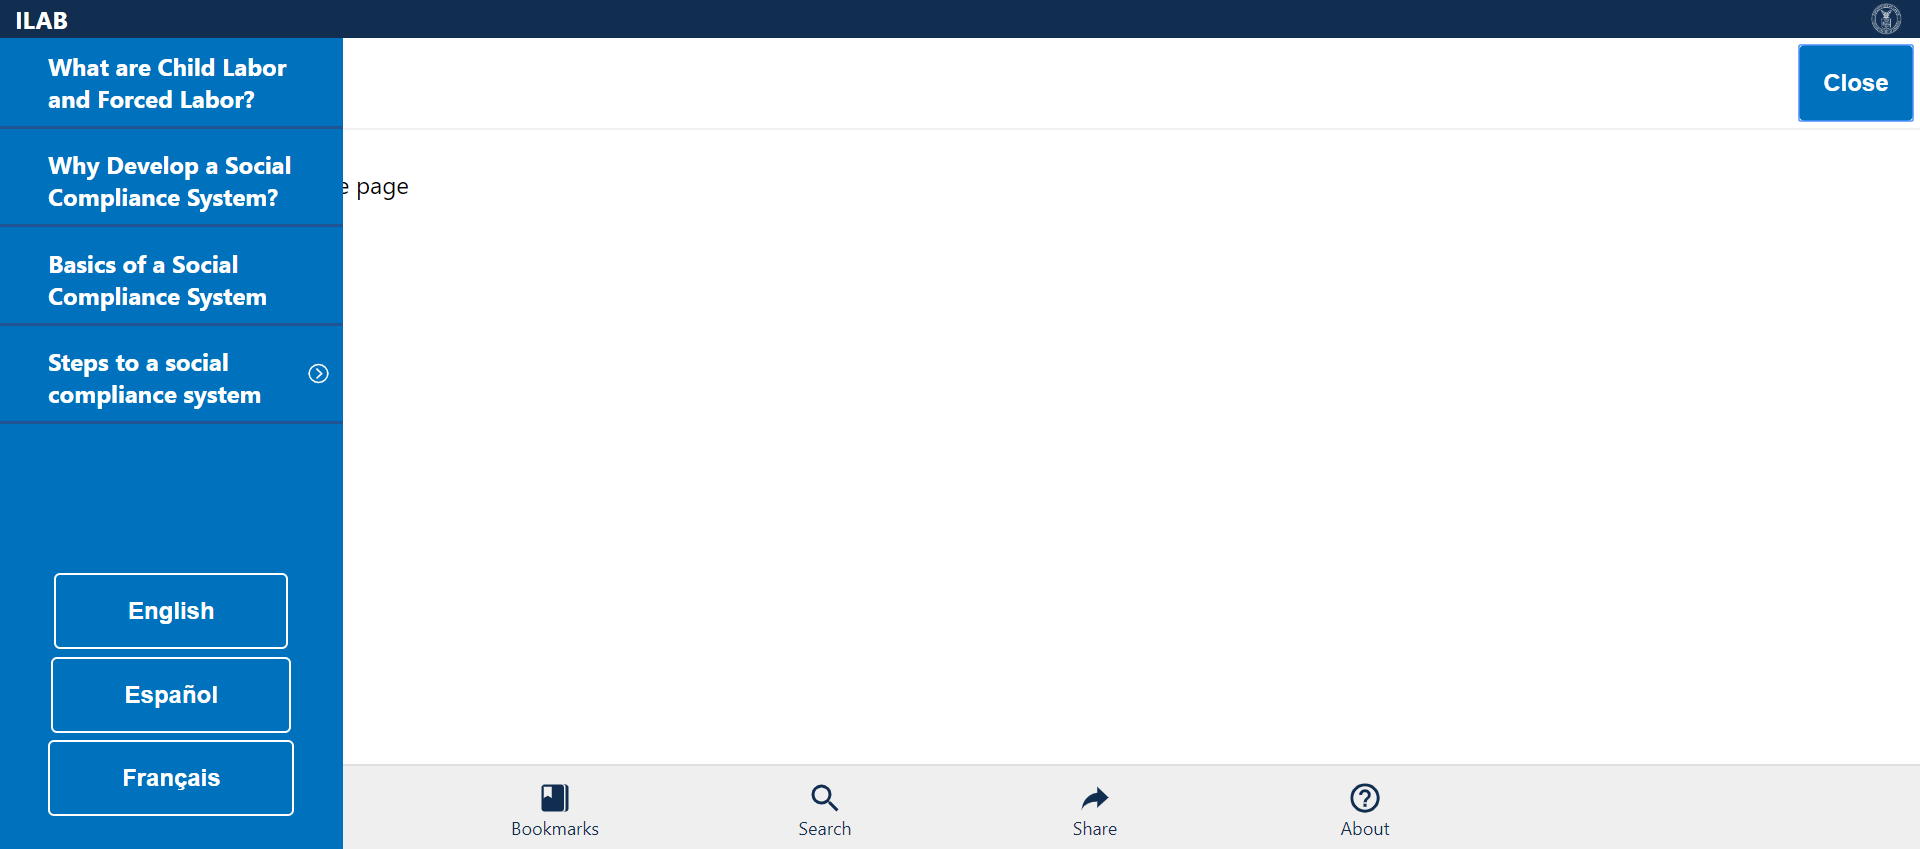 ILAB
What are Child Labor
and Forced Labor?
Close
Why Develop a Social
Compliance System?
page
Basics of a Social
Compliance System
Steps to a social
compliance system
English
Español
Français
Bookmarks
Search
Share
About